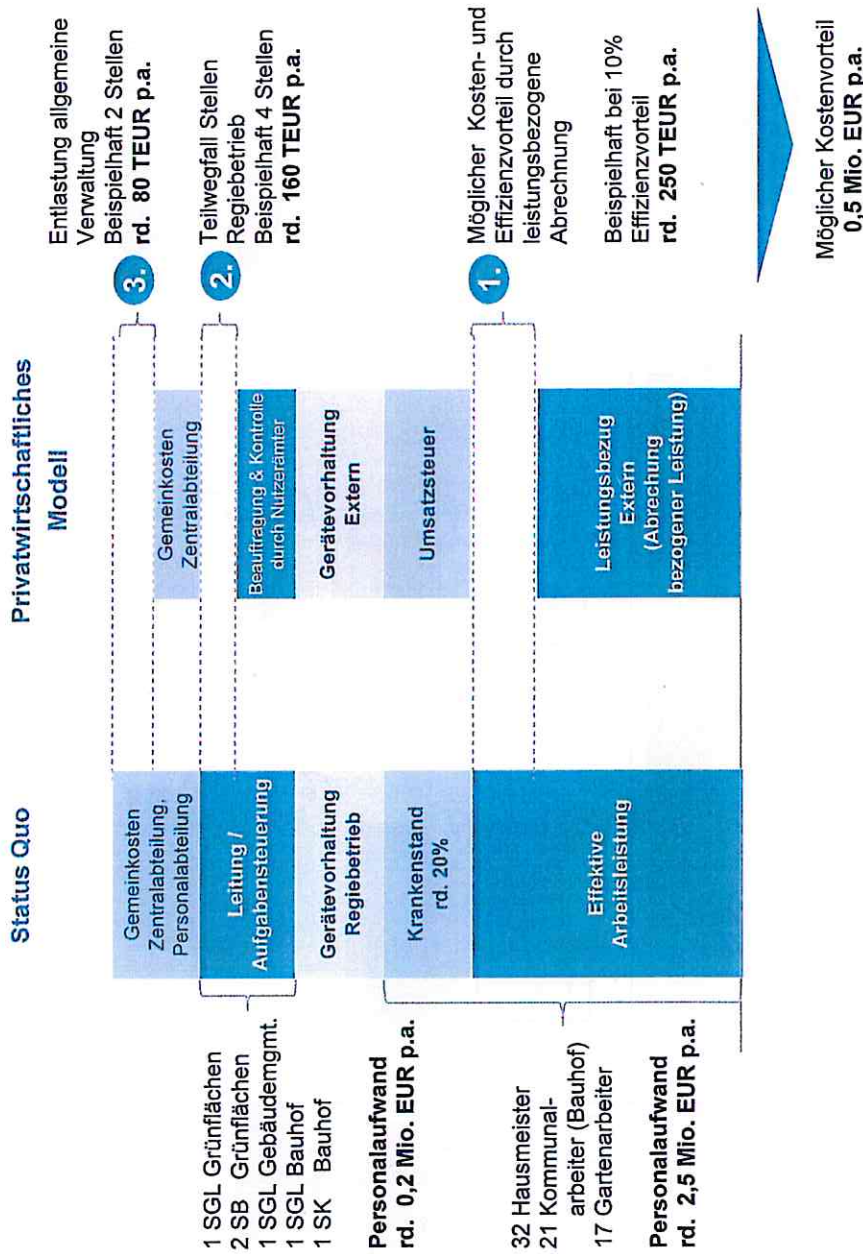 Status Quo
Privatwirtschaftliches
Modell
1 SGL Grünflächen
2 SB Grünflächen
1 SGL Gebäudemgmt.
1 SGL Bauhof
1 SK Bauhof
Personalaufwand
rd. 0,2 Mio. EUR p.a.
32 Hausmeister
21 Kommunal-
arbeiter (Bauhof)
17 Gartenarbeiter
Personalaufwand
rd. 2,5 Mio. EUR p.a.
Gemeinkosten
Zentralabteilung,
Personalabteilung
Leitung /
Aufgabensteuerung
Gerätevorhaltung
Regiebetrieb
Krankenstand
rd. 20%
Effektive
Arbeitsleistung
Gemeinkosten
Zentralabteilung
Beauftragung & Kontrolle
durch Nutzerämter
Gerätevorhaltung
Extern
Umsatzsteuer
Leistungsbezug
Extern
(Abrechung
bezogener Leistung)
3.
Entlastung allgemeine
Verwaltung
Beispielhaft 2 Stellen
rd. 80 TEUR p.a.
2.
Teilwegfall Stellen
Regiebetrieb
Beispielhaft 4 Stellen
rd. 160 TEUR p.a.
1.
Möglicher Kosten- und
Effizienzvorteil durch
leistungsbezogene
Abrechnung
Beispielhaft bei 10%
Effizienzvorteil
rd. 250 TEUR p.a.
Möglicher Kostenvorteil
0,5 Mio. EUR p.a.